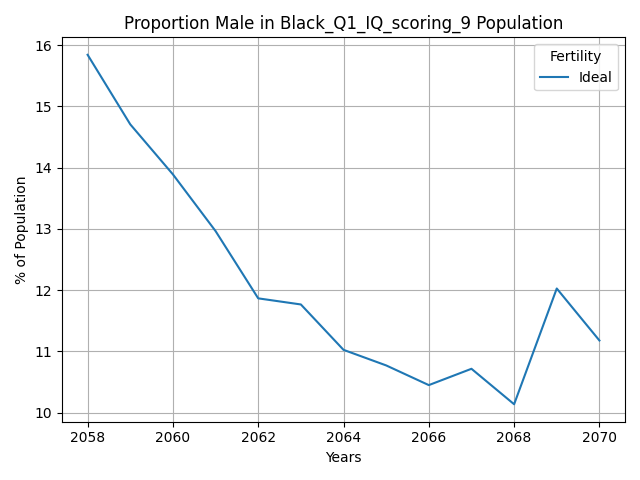 Proportion Male in Black_Q1_IQ_scoring_9 Population
Fertility
Ideal
% of Population
16
15
14
13
12
11
10
2058 2060 2062 2064 2066 2068 2070
Years